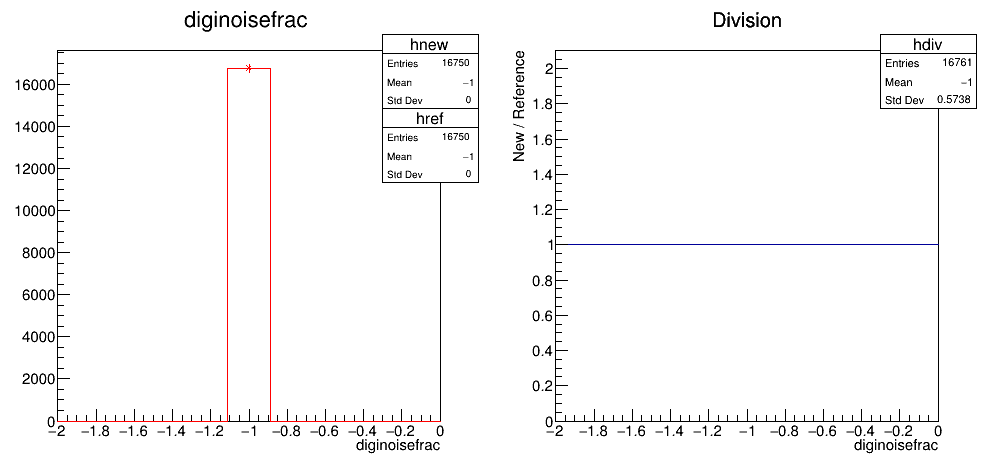 diginoisefrac
hnew
Entries 16750
Mean −1
Std Dev 0
href
Entries 16750
Mean −1
Std Dev 0
16000
14000
12000
10000
8000
6000
4000
2000
0
−2 −1.8 −1.6 −1.4 −1.2 −1 −0.8 −0.6 −0.4 −0.2 0
diginoisefrac
Division
hdiv
Entries 16761
Mean −1
Std Dev 0.5738
New / Reference
2
1.8
1.6
1.4
1.2
1
0.8
0.6
0.4
0.2
0
−2 −1.8 −1.6 −1.4 −1.2 −1 −0.8 −0.6 −0.4 −0.2 0
diginoisefrac